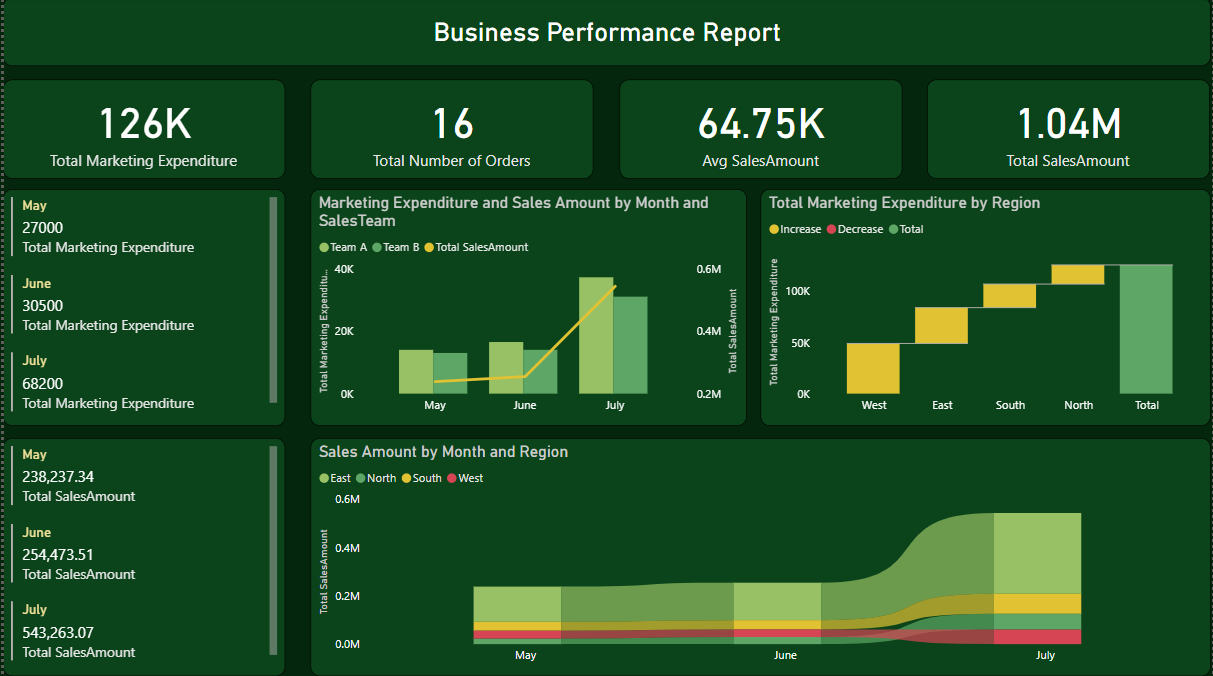 Business Performance Report
126K
Total Marketing Expenditure
16
Total Number of Orders
64.75K
Avg SalesAmount
1.04M
Total SalesAmount
May
27000
Total Marketing Expenditure
June
30500
Total Marketing Expenditure
July
68200
Total Marketing Expenditure
Marketing Expenditure and Sales Amount by Month and
SalesTeam
Team A Team B Total SalesAmount
Total Marketing Expenditu...
40K
20K
0K
0.6M
0.4M
0.2M
Total SalesAmount
May June July
Total Marketing Expenditure by Region
Increase Decrease Total
Total Marketing Expenditure
100K
50K
0K
West East South North Total
May
238,237.34
Total SalesAmount
June
254,473.51
Total SalesAmount
July
543,263.07
Total SalesAmount
Sales Amount by Month and Region
East North South West
Total SalesAmount
0.6M
0.4M
0.2M
0.0M
May June July